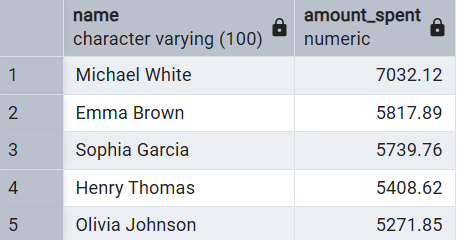 name amount_spent
character varying (100) numeric
1 Michael White 7032.12
2 Emma Brown 5817.89
3 Sophia Garcia 5739.76
4 Henry Thomas 5408.62
5 Olivia Johnson 5271.85